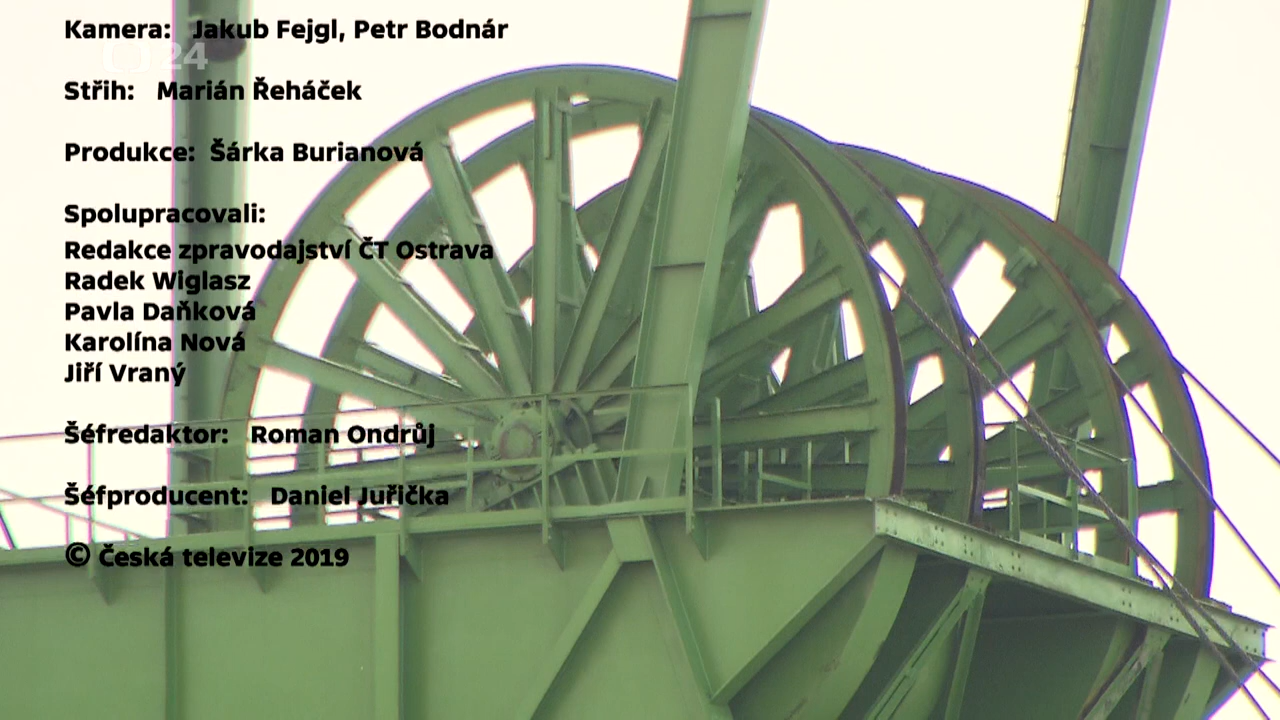 Kamera: Jakub Fejgl, Petr Bodnár
24
Střih: Marián Řeháček
Produkce: Šárka Burianová
Spolupracovali:
Redakce zpravodajství ČT Ostrava
Radek Wiglasz
Pavla Daňková
Karolína Nová
Jiří Vraný
Šéfredaktor: Roman Ondrůj
Šéfproducent: Daniel Juřička
© Česká televize 2019